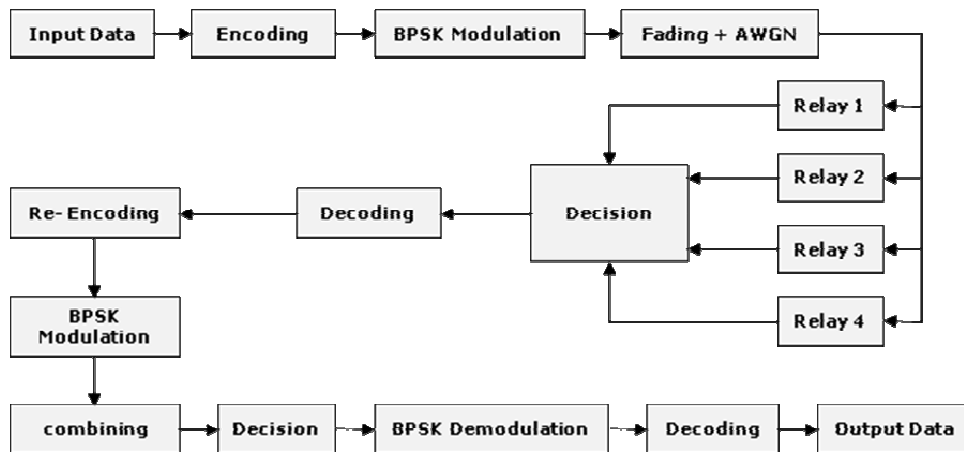 Input Data
Encoding
BPSK Modulation
Fading + AWGN
Relay 1
Relay 2
Relay 3
Relay 4
Decision
Decoding
Re- Encoding
BPSK
Modulation
combining
Decision
BPSK Demodulation
Decoding
Output Data